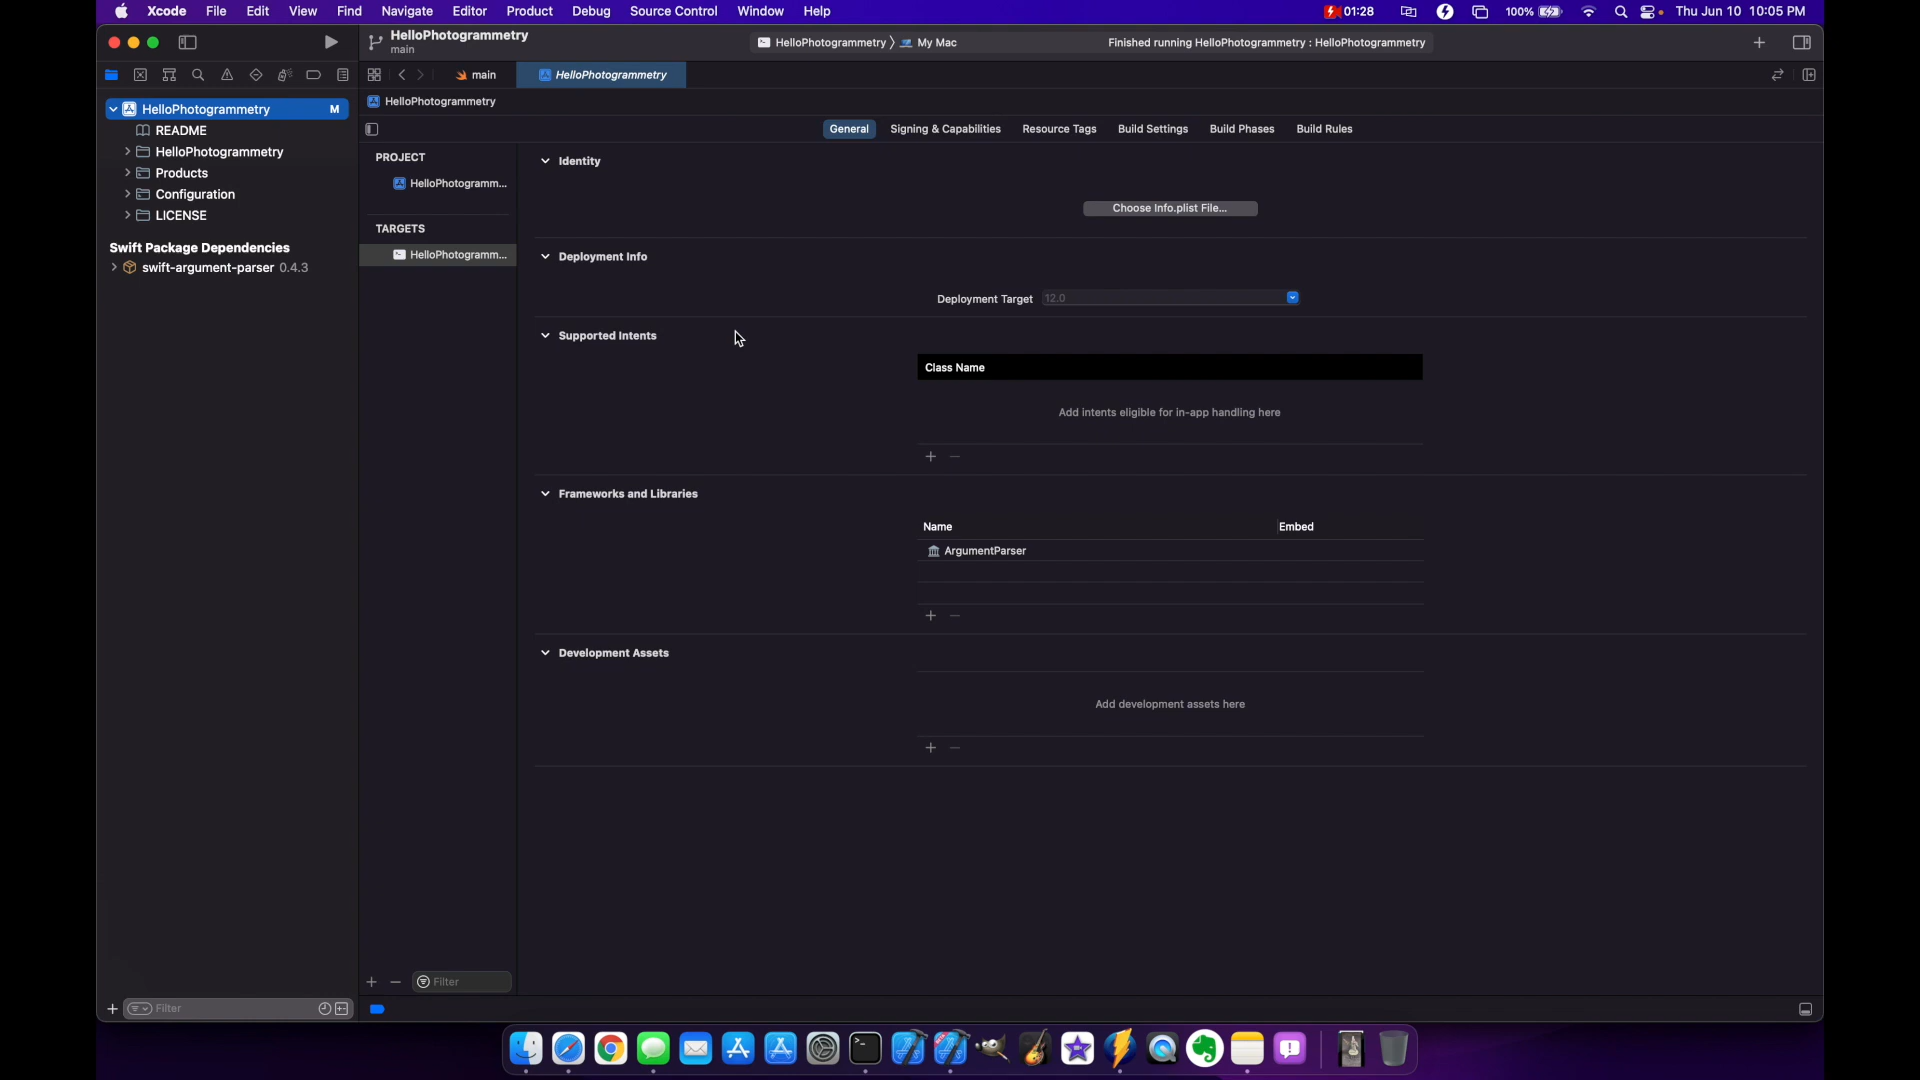 Xcode File Edit View Find Navigate Editor Product Debug Source Control Window Help 01:28 100% Thu Jun 10 10:05 PM
HelloPhotogrammetry
main
HelloPhotogrammetry My Mac
Finished running HelloPhotogrammetry : HelloPhotogrammetry
main HelloPhotogrammetry
HelloPhotogrammetry
HelloPhotogrammetry M
README
HelloPhotogrammetry
Products
Configuration
LICENSE
Swift Package Dependencies
swift-argument-parser 0.4.3
Filter
General Signing & Capabilities Resource Tags Build Settings Build Phases Build Rules
PROJECT
HelloPhotogramm...
TARGETS
HelloPhotogramm...
Filter
Identity
Choose Info.plist File...
Deployment Info
Deployment Target 12.0
Supported Intents
Class Name
Add intents eligible for in-app handling here
Frameworks and Libraries
Name Embed
ArgumentParser
Development Assets
Add development assets here